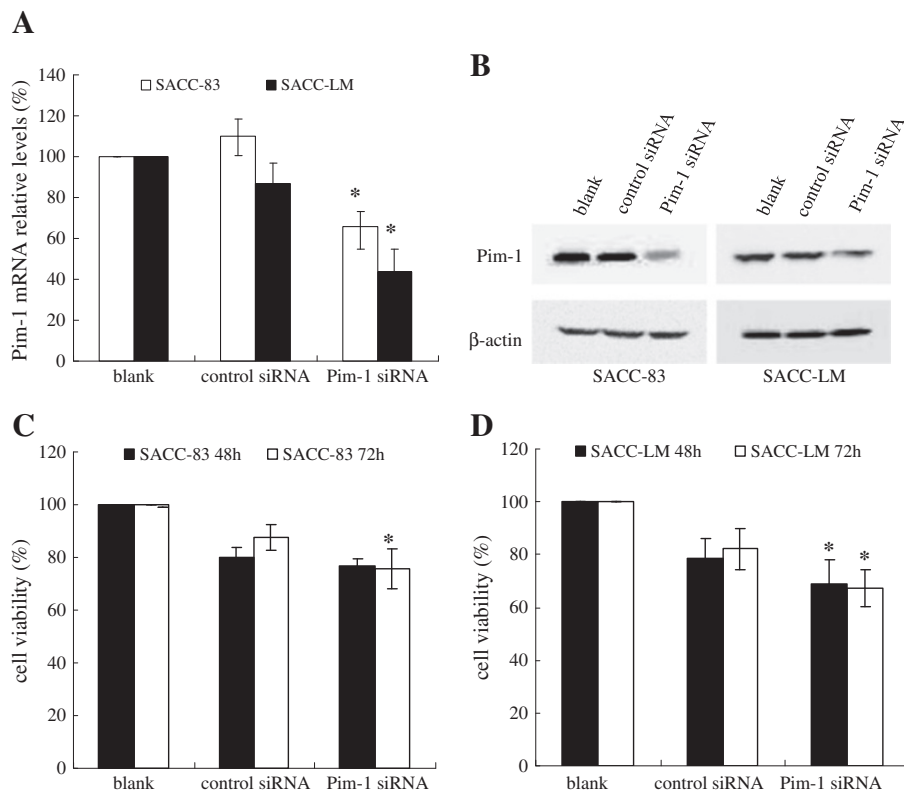 A
Pim-1 mRNA relative levels (%)
140
120
100
80
60
40
20
0
SACC-83 SACC-LM
* *
blank control siRNA Pim-1 siRNA
B
blank control siRNA Pim-1 siRNA blank control siRNA Pim-1 siRNA
Pim-1
β-actin
SACC-83 SACC-LM
C
cell viability (%)
120
100
80
60
40
20
0
SACC-83 48h SACC-83 72h
*
blank control siRNA Pim-1 siRNA
D
cell viability (%)
120
100
80
60
40
20
0
SACC-LM 48h SACC-LM 72h
* *
blank control siRNA Pim-1 siRNA